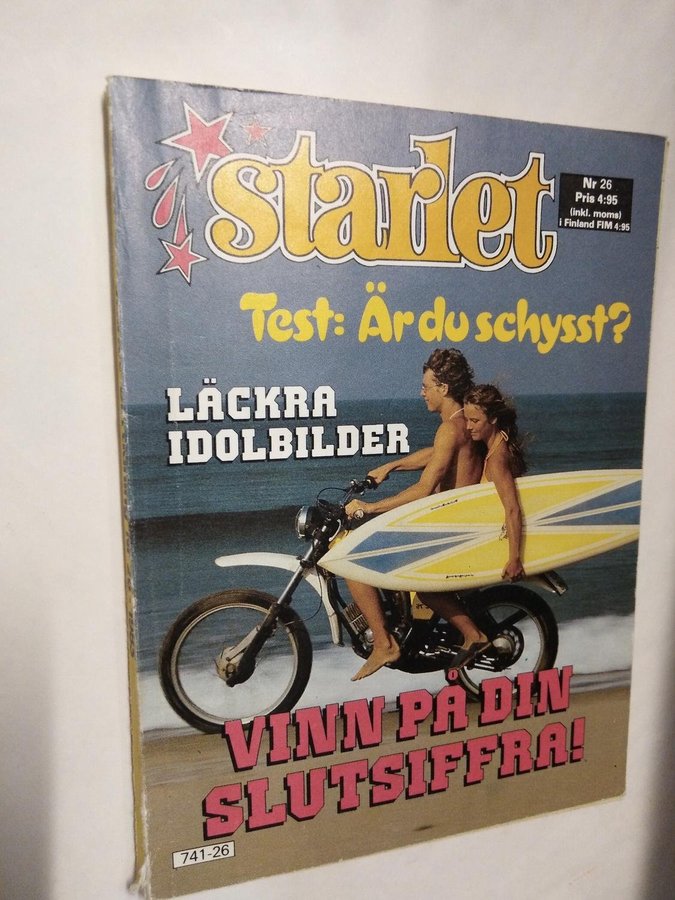 starlet
Nr 26
Pris 4:95
(inkl. moms)
i Finland FIM 4:95
Test: Är du schysst?
LÄCKRA
IDOLBILDER
VINN PÅ DIN
SLUTSIFFRA!
741-26